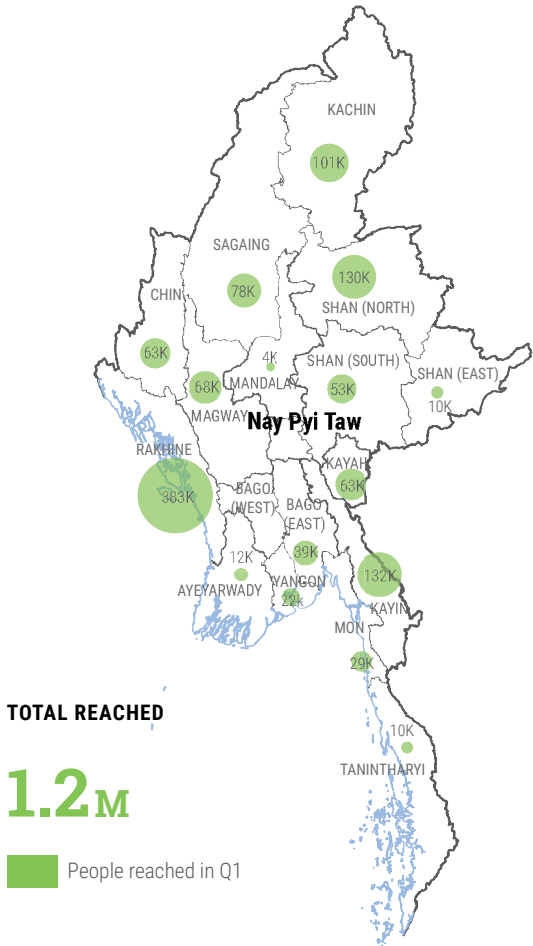 KACHIN
101K
SAGAING
130K
78K
CHIN
SHAN (NORTH)
4K
63K
SHAN (SOUTH)
SHAN (EAST)
68K
MANDALAY
53K
10K
MAGWAY
Nay Pyi Taw
RAKHINE
KAYAH
63K
383K
BAGO
(WEST)
BAGO
(EAST)
39K
12K
132K
YANGON
AYEYARWADY
22k
KAYIN
MON
29K
TOTAL REACHED
10K
TANINTHARYI
1.2M
People reached in Q1